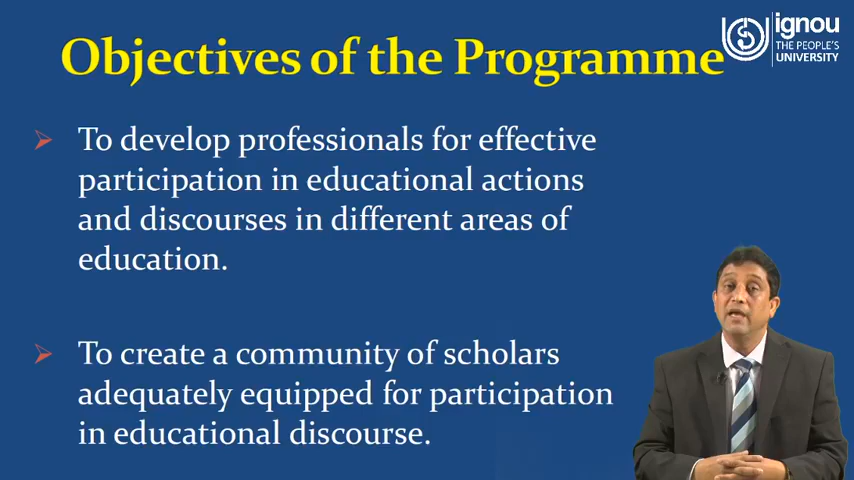 Objectives of the Programme
ignou
THE PEOPLE'S
UNIVERSITY
To develop professionals for effective
participation in educational actions
and discourses in different areas of
education.
To create a community of scholars
adequately equipped for participation
in educational discourse.